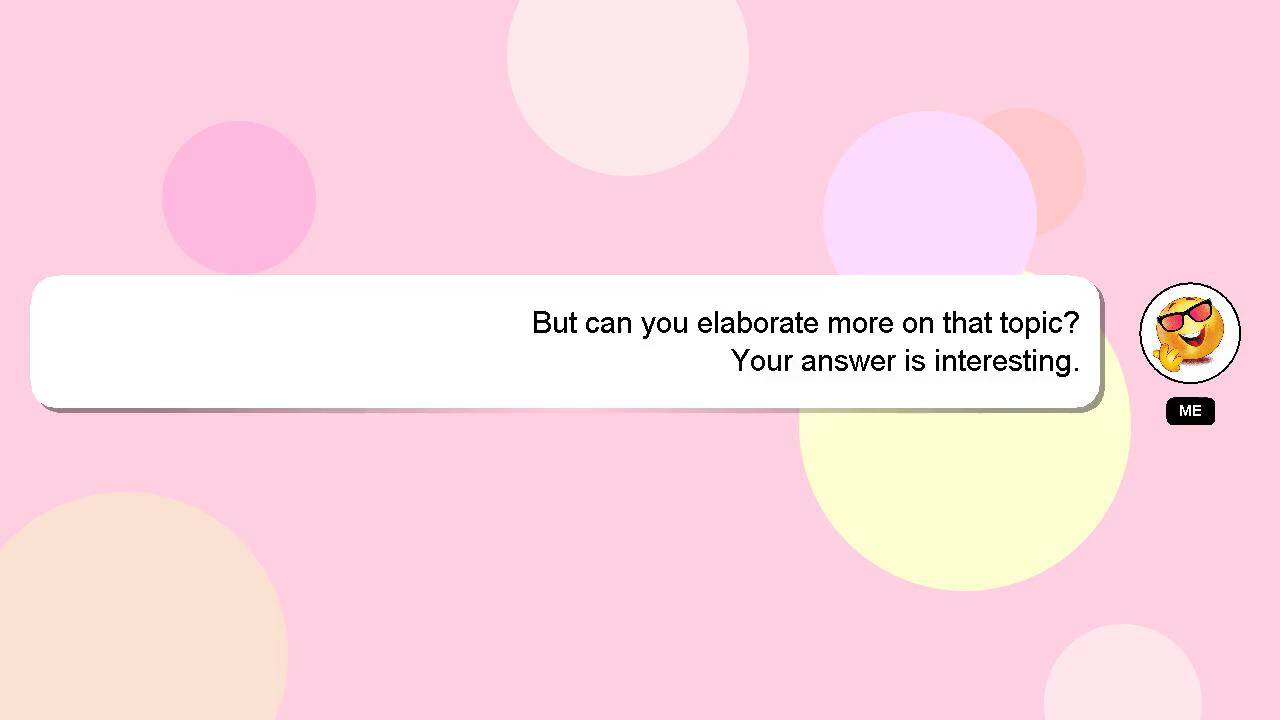 But can you elaborate more on that topic?
Your answer is interesting.
ME